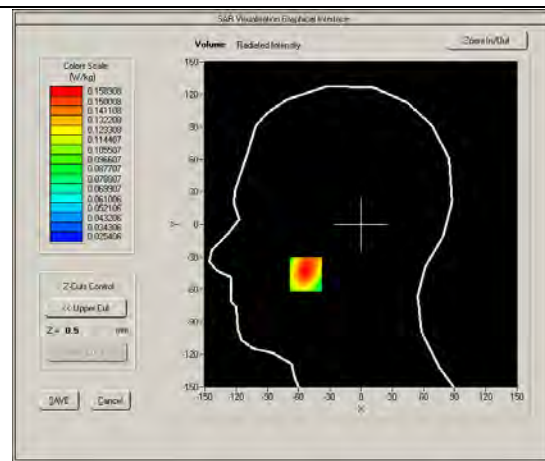 SAR Visualisation Graphical Interface
Volume Radiated Intensity
Zoom In/Out
Colors Scale
(W/kg)
0.158908
0.150008
0.141108
0.132208
0.123308
0.114407
0.105507
0.096607
0.087707
0.078807
0.069907
0.061006
0.052106
0.043206
0.034306
0.025406
150
120
90
60
30
0
-30
-60
-90
-120
-150
Y
-150 -120 -90 -60 -30 0 30 60 90 120 150
X
Z-Cuts Control
<< Upper Cut
Z = 0.5 mm
SAVE
Cancel